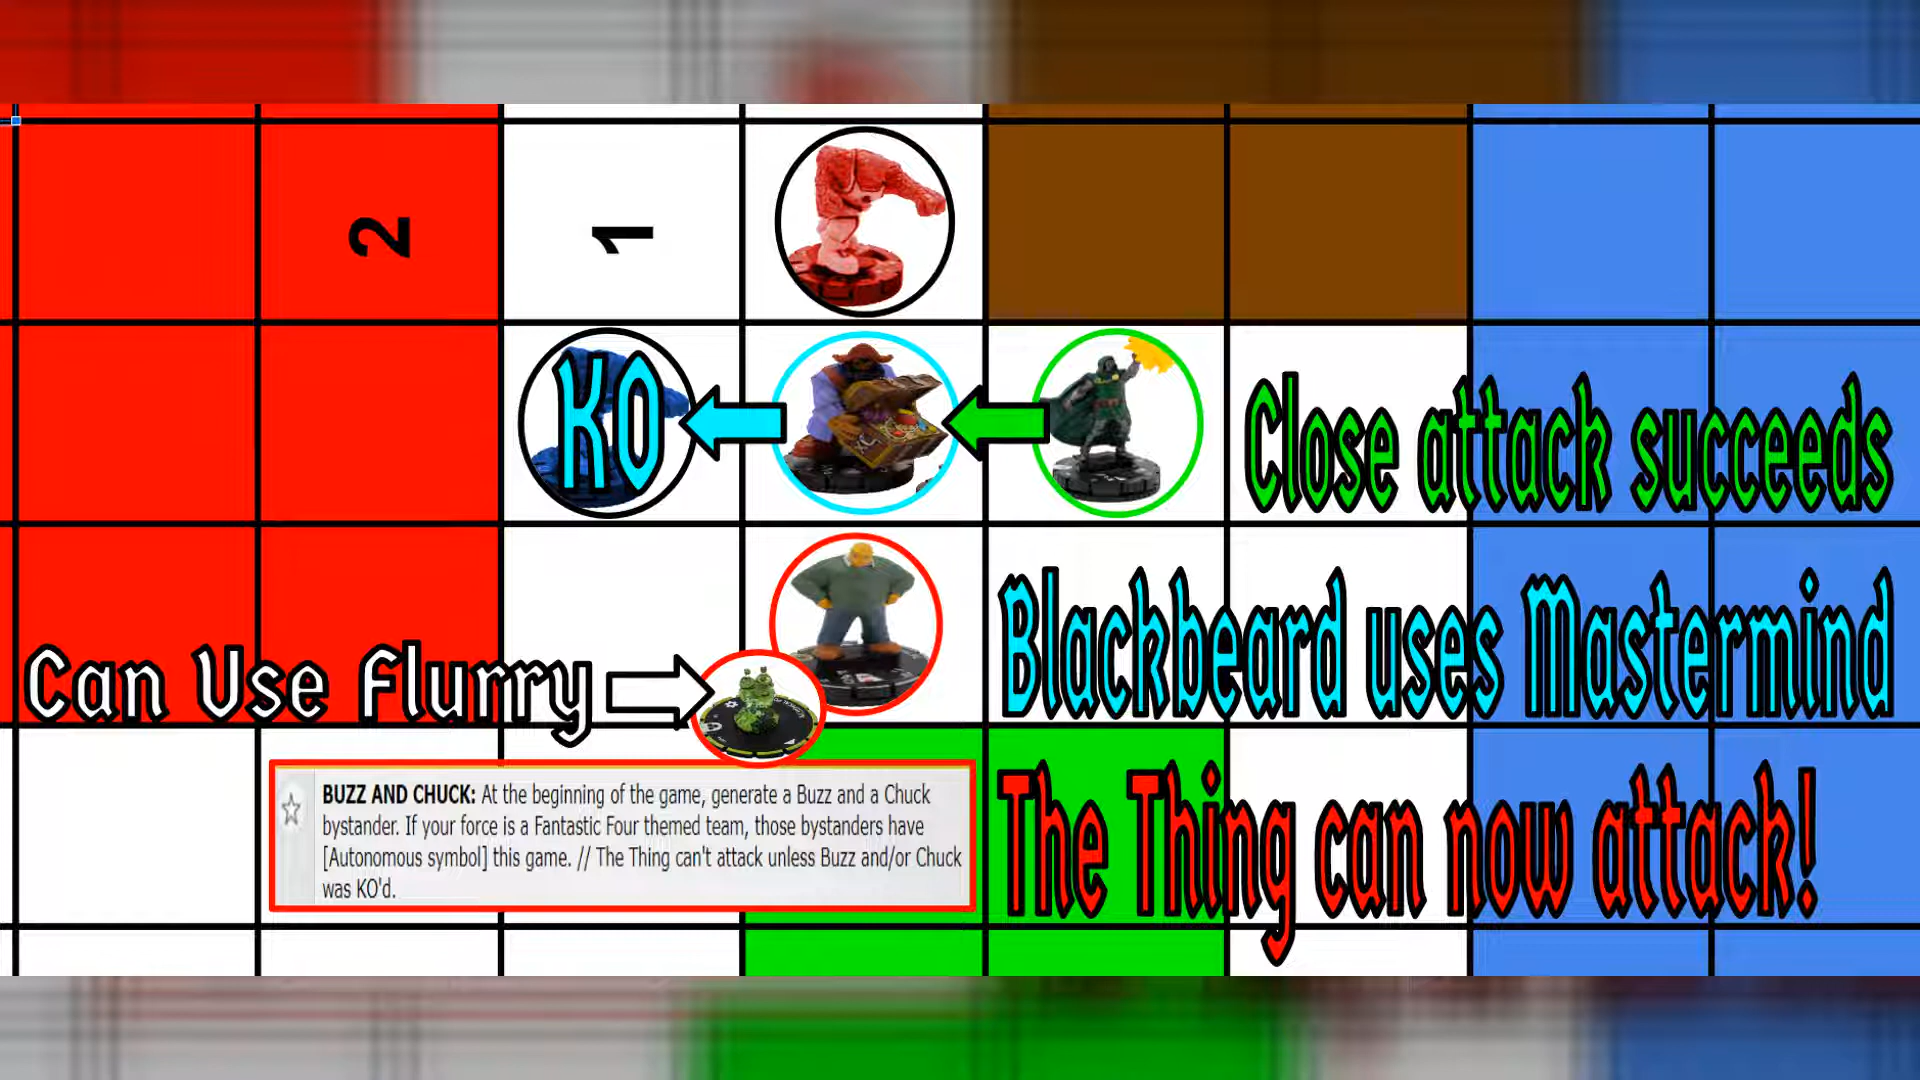 2
1
KO
Close attack succeeds
Can Use Flurry
Blackbeard uses Mastermind
BUZZ AND CHUCK: At the beginning of the game, generate a Buzz and a Chuck
bystander. If your force is a Fantastic Four themed team, those bystanders have
[Autonomous symbol] this game. // The Thing can't attack unless Buzz and/or Chuck
was KO'd.
The Thing can now attack!